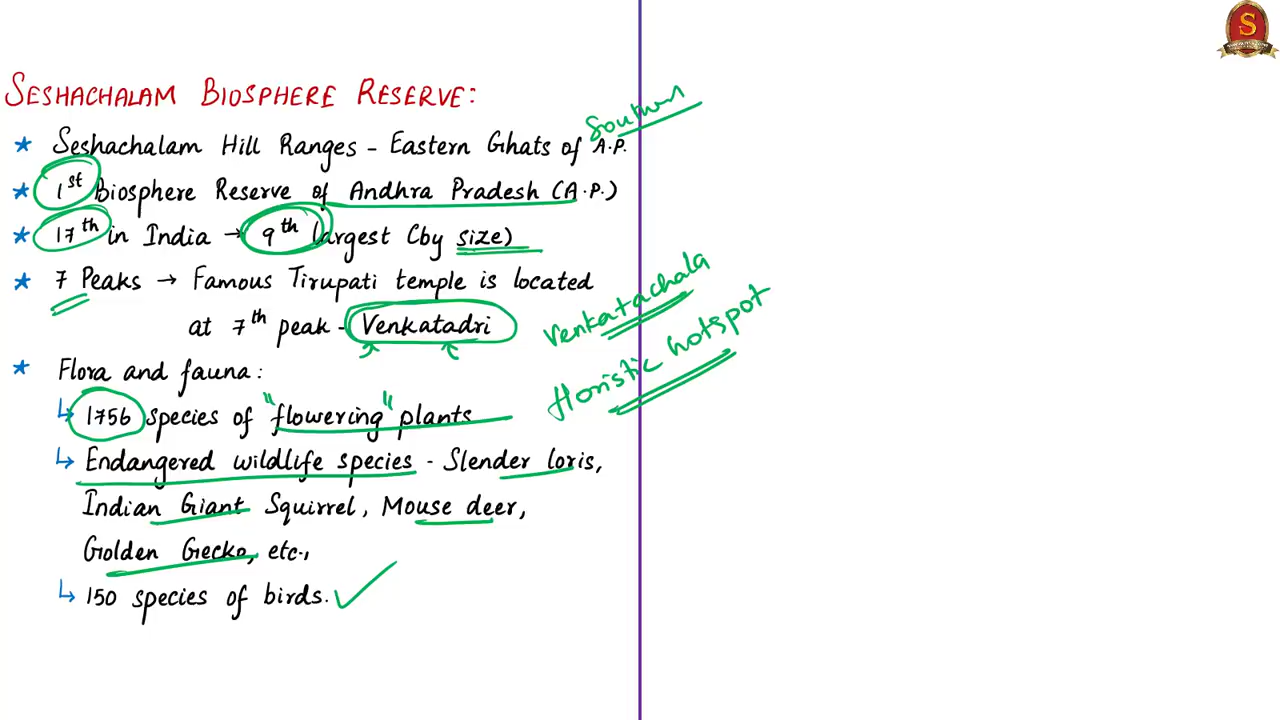 SESHACHALAM BIOSPHERE RESERVE:
Southern
* Seshachalam Hill Ranges - Eastern Ghats of A.P.
* 1st Biosphere Reserve of Andhra Pradesh (A.P.)
* 17th in India → 9th largest (by size)
* 7 Peaks → Famous Tirupati temple is located
at 7th peak - Venkatadri
Venkatachala
* Flora and fauna:
floristic hotspot
↳ 1756 species of "flowering" plants
↳ Endangered wildlife species - Slender loris,
Indian Giant Squirrel, Mouse deer,
Golden Gecko, etc.,
↳ 150 species of birds.
S